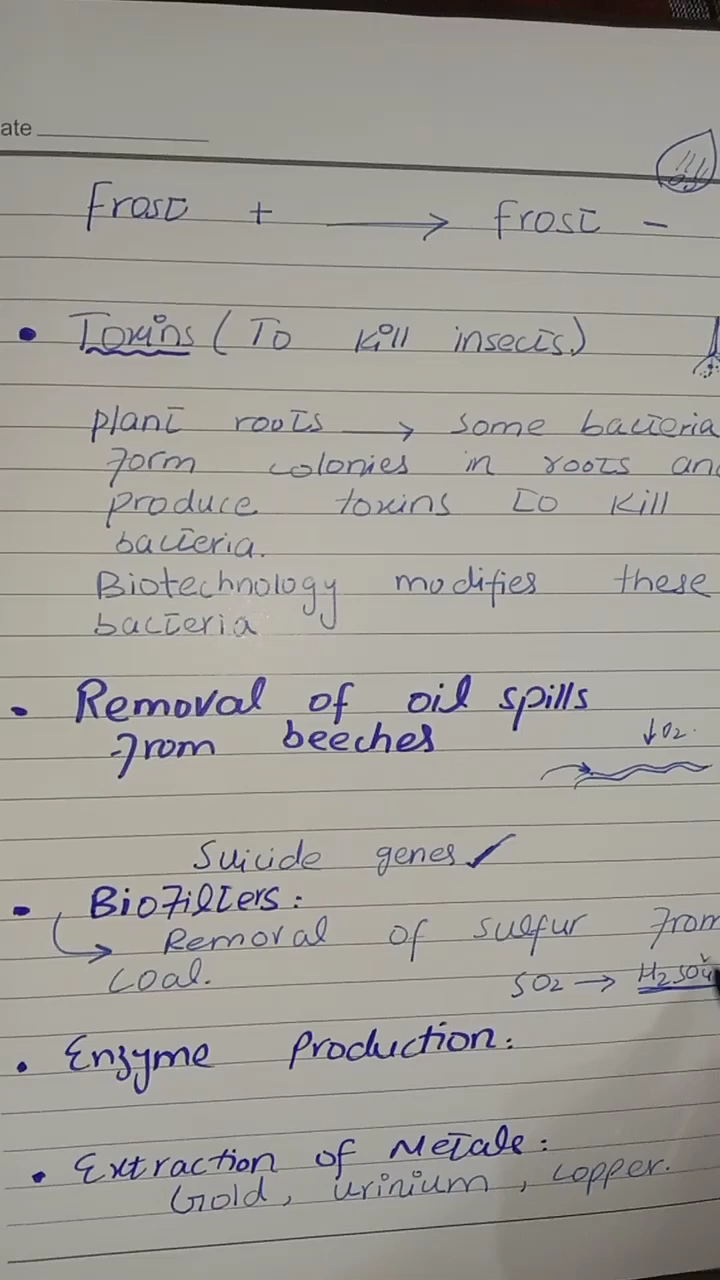 ate
Frost + → frost -
• Toxins (To kill insects)
plant roots → some bacteria
form colonies in roots and
produce toxins to kill
bacteria.
Biotechnology modifies these
bacteria
• Removal of oil spills
from beeches
↓O2
Suicide genes ✓
• BioFilters:
→ Removal of sulfur from
coal.
SO2 → H2SO4
• Enzyme Production:
• Extraction of Metals:
Gold, urinium, copper.